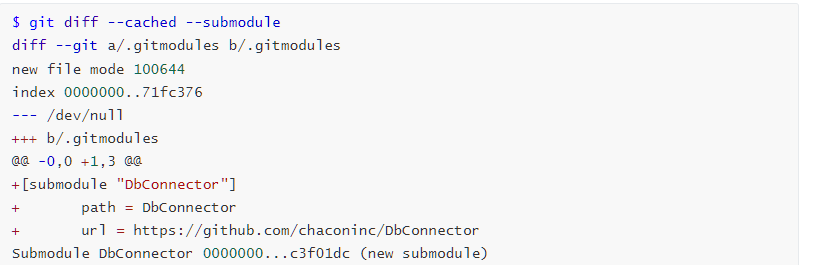 $ git diff --cached --submodule
diff --git a/.gitmodules b/.gitmodules
new file mode 100644
index 0000000..71fc376
--- /dev/null
+++ b/.gitmodules
@@ -0,0 +1,3 @@
+[submodule "DbConnector"]
+       path = DbConnector
+       url = https://github.com/chaconinc/DbConnector
Submodule DbConnector 0000000...c3f01dc (new submodule)